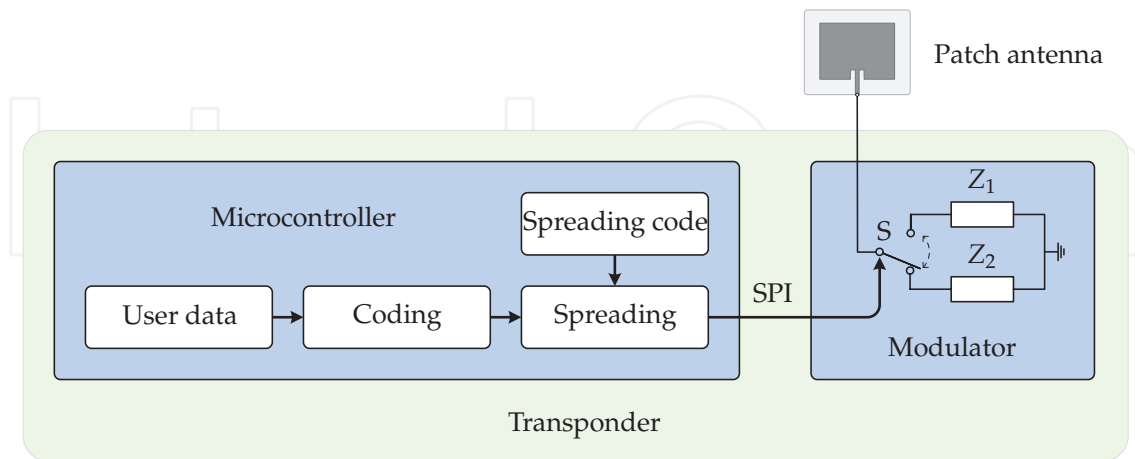 Patch antenna
Microcontroller
Spreading code
Z1
S
Z2
User data
Coding
Spreading
SPI
Modulator
Transponder